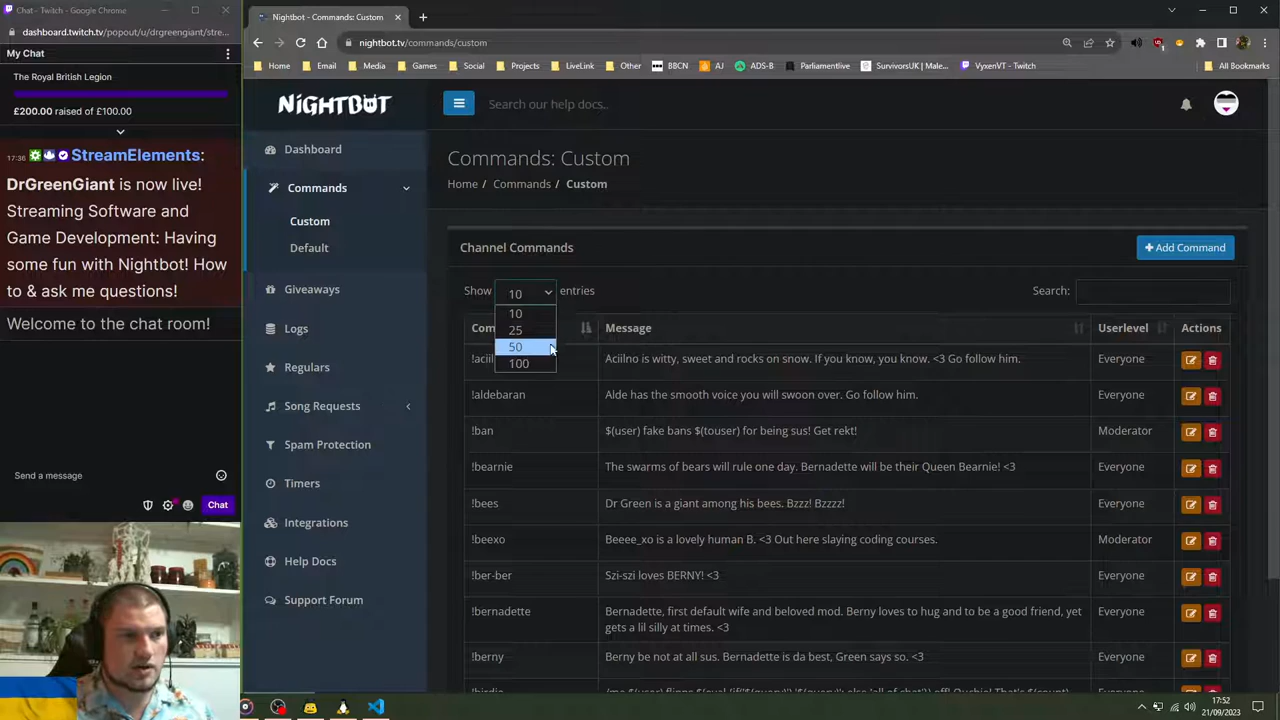 Chat - Twitch - Google Chrome
dashboard.twitch.tv/popout/u/drgreengiant/stre...
My Chat
The Royal British Legion
£200.00 raised of £100.00
17:36 StreamElements:
DrGreenGiant is now live!
Streaming Software and
Game Development: Having
some fun with Nightbot! How
to & ask me questions!
Welcome to the chat room!
Send a message
Chat
Nightbot - Commands: Custom
nightbot.tv/commands/custom
Home
Email
Media
Games
Social
Projects
LiveLink
Other
BBCN
AJ
ADS-B
Parliamentlive
SurvivorsUK | Male...
VyxenVT - Twitch
All Bookmarks
NIGHTBOT
Search our help docs..
Dashboard
Commands
Custom
Default
Giveaways
Logs
Regulars
Song Requests
Spam Protection
Timers
Integrations
Help Docs
Support Forum
Commands: Custom
Home / Commands / Custom
Channel Commands
+ Add Command
Show 10 entries
10
25
50
100
Search:
Com
Message
Userlevel
Actions
!aciil
Aciilno is witty, sweet and rocks on snow. If you know, you know. <3 Go follow him.
Everyone
!aldebaran
Alde has the smooth voice you will swoon over. Go follow him.
Everyone
!ban
$(user) fake bans $(touser) for being sus! Get rekt!
Moderator
!bearnie
The swarms of bears will rule one day. Bernadette will be their Queen Bearnie! <3
Everyone
!bees
Dr Green is a giant among his bees. Bzzz! Bzzzz!
Everyone
!beexo
Beeee_xo is a lovely human B. <3 Out here slaying coding courses.
Moderator
!ber-ber
Szi-szi loves BERNY! <3
Everyone
!bernadette
Bernadette, first default wife and beloved mod. Berny loves to hug and to be a good friend, yet
gets a lil silly at times. <3
Everyone
!berny
Berny be not at all sus. Bernadette is da best, Green says so. <3
Everyone
17:52
21/09/2023